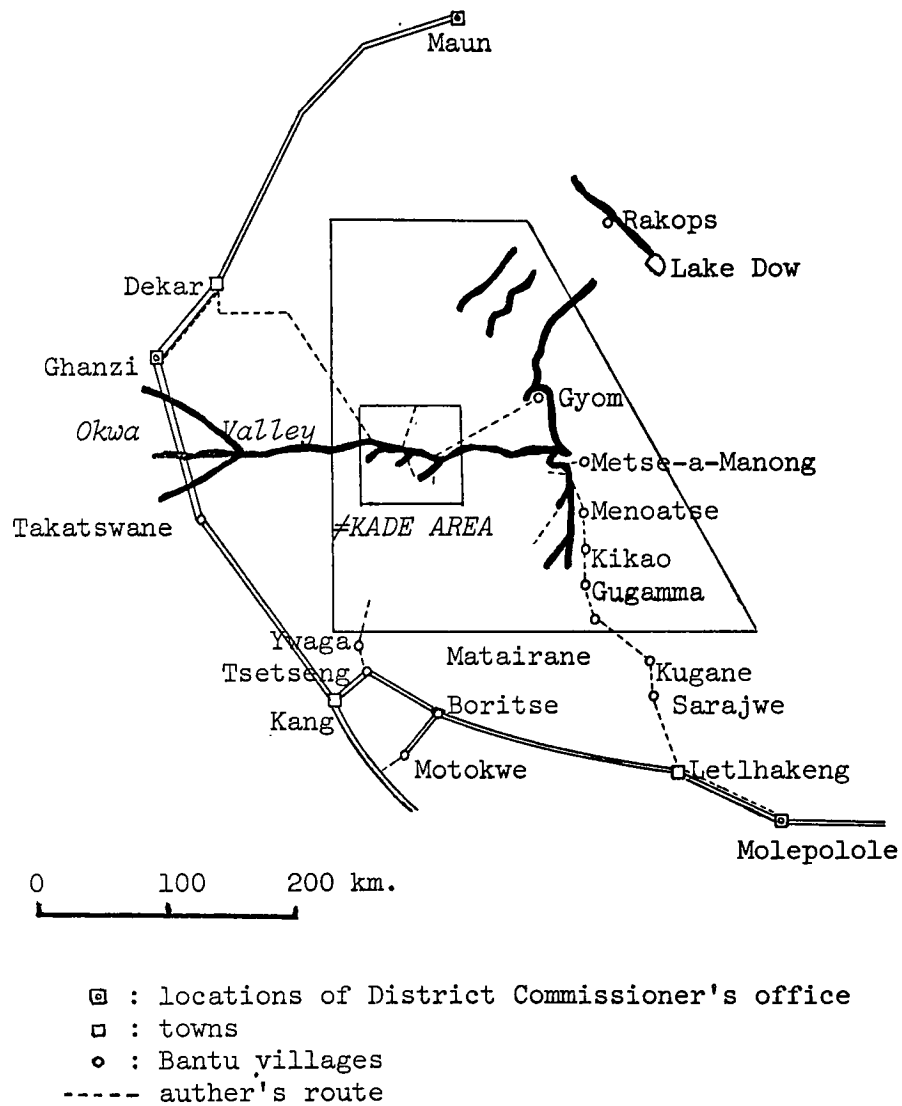 Maun
Rakops
Lake Dow
Dekar
Ghanzi
Gyom
Okwa Valley
Metse-a-Manong
Takatswane
≠KADE AREA
Menoatse
Kikao
Gugamma
Ywaga
Matairane
Tsetseng
Kugane
Kang
Boritse
Sarajwe
Motokwe
Letlhakeng
Molepolole
0 100 200 km.
: locations of District Commissioner's office
: towns
: Bantu villages
----- auther's route